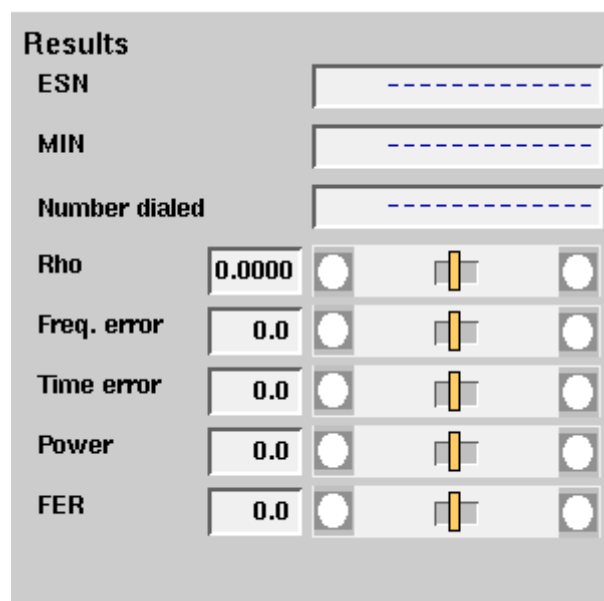 Results
ESN -------------
MIN -------------
Number dialed -------------
Rho 0.0000
Freq. error 0.0
Time error 0.0
Power 0.0
FER 0.0